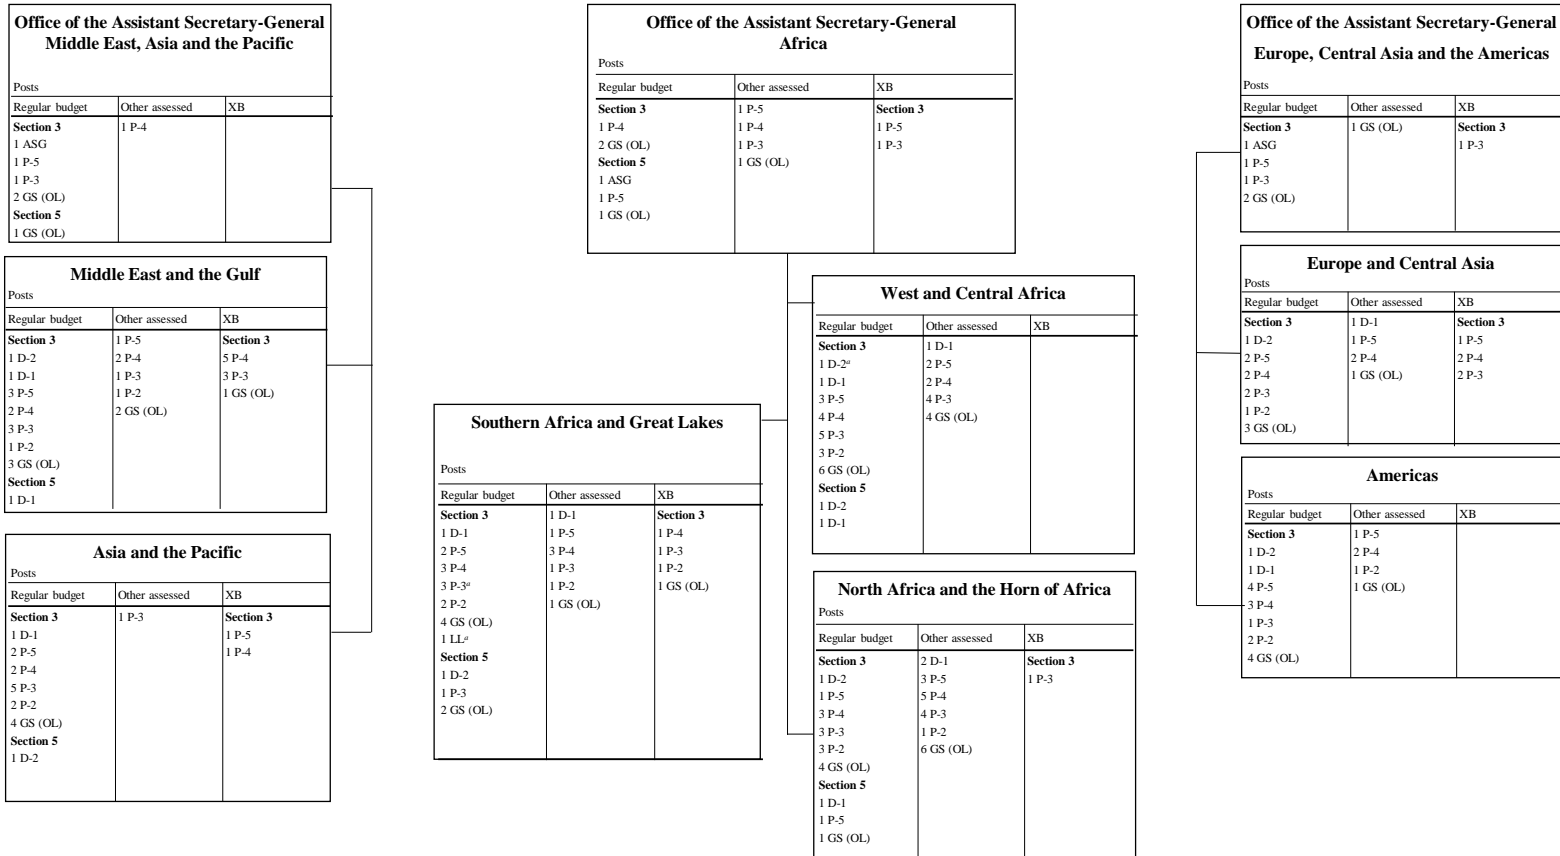 Office of the Assistant Secretary-General
Middle East, Asia and the Pacific
Posts
Regular budget Other assessed XB
Section 3 1 P-4
1 ASG
1 P-5
1 P-3
2 GS (OL)
Section 5
1 GS (OL)
Middle East and the Gulf
Posts
Regular budget Other assessed XB
Section 3 1 P-5 Section 3
1 D-2 2 P-4 5 P-4
1 D-1 1 P-3 3 P-3
3 P-5 1 P-2 1 GS (OL)
2 P-4 2 GS (OL)
3 P-3
1 P-2
3 GS (OL)
Section 5
1 D-1
Asia and the Pacific
Posts
Regular budget Other assessed XB
Section 3 1 P-3 Section 3
1 D-1 1 P-5
2 P-5 1 P-4
2 P-4
5 P-3
2 P-2
4 GS (OL)
Section 5
1 D-2
Office of the Assistant Secretary-General
Africa
Posts
Regular budget Other assessed XB
Section 3 1 P-5 Section 3
1 P-4 1 P-4 1 P-5
2 GS (OL) 1 P-3 1 P-3
Section 5 1 GS (OL)
1 ASG
1 P-5
1 GS (OL)
West and Central Africa
Regular budget Other assessed XB
Section 3 1 D-1
1 D-2ᵃ 2 P-5
1 D-1 2 P-4
3 P-5 4 P-3
4 P-4 4 GS (OL)
5 P-3
3 P-2
6 GS (OL)
Section 5
1 D-2
1 D-1
Southern Africa and Great Lakes
Posts
Regular budget Other assessed XB
Section 3 1 D-1 Section 3
1 D-1 1 P-5 1 P-4
2 P-5 3 P-4 1 P-3
3 P-4 1 P-3 1 P-2
3 P-3ᵃ 1 P-2 1 GS (OL)
2 P-2 1 GS (OL)
4 GS (OL)
1 LLᵃ
Section 5
1 D-2
1 P-3
2 GS (OL)
North Africa and the Horn of Africa
Posts
Regular budget Other assessed XB
Section 3 2 D-1 Section 3
1 D-2 3 P-5 1 P-3
1 P-5 5 P-4
3 P-4 4 P-3
3 P-3 1 P-2
3 P-2 6 GS (OL)
4 GS (OL)
Section 5
1 D-1
1 P-5
1 GS (OL)
Office of the Assistant Secretary-General
Europe, Central Asia and the Americas
Posts
Regular budget Other assessed XB
Section 3 1 GS (OL) Section 3
1 ASG 1 P-3
1 P-5
1 P-3
2 GS (OL)
Europe and Central Asia
Posts
Regular budget Other assessed XB
Section 3 1 D-1 Section 3
1 D-2 1 P-5 1 P-5
2 P-5 2 P-4 2 P-4
2 P-4 1 GS (OL) 2 P-3
2 P-3
1 P-2
3 GS (OL)
Americas
Posts
Regular budget Other assessed XB
Section 3 1 P-5
1 D-2 2 P-4
1 D-1 1 P-2
4 P-5 1 GS (OL)
3 P-4
1 P-3
2 P-2
4 GS (OL)